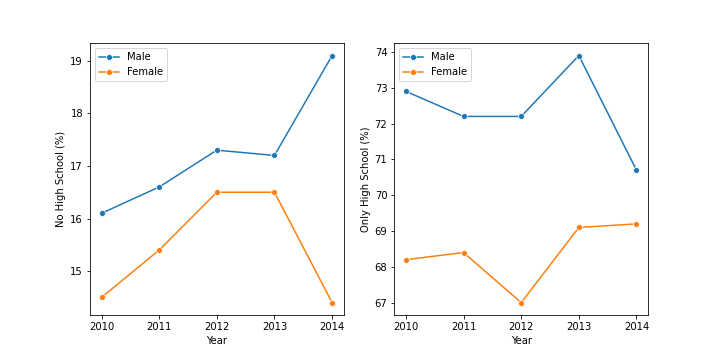 Male
Female
No High School (%)
19
18
17
16
15
2010 2011 2012 2013 2014
Year
Male
Female
Only High School (%)
74
73
72
71
70
69
68
67
2010 2011 2012 2013 2014
Year